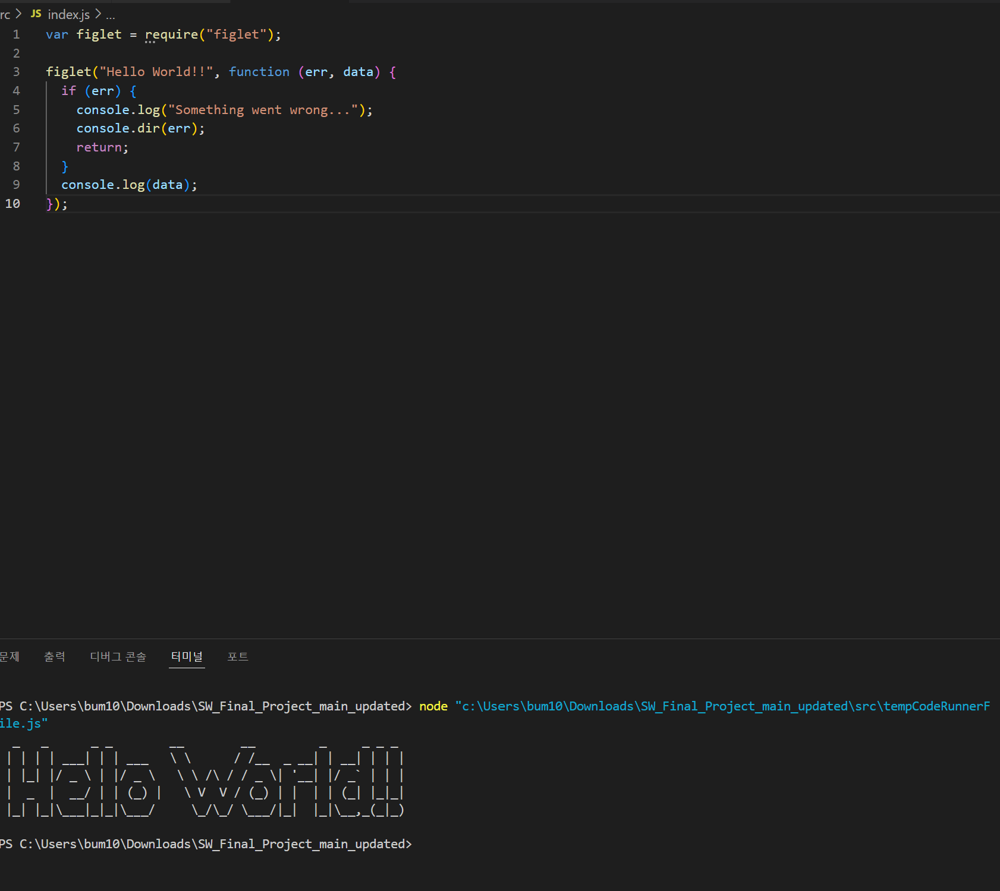 rc > JS index.js > ...
1 var figlet = require("figlet");
2
3 figlet("Hello World!!", function (err, data) {
4   if (err) {
5     console.log("Something went wrong...");
6     console.dir(err);
7     return;
8   }
9   console.log(data);
10 });
문제 출력 디버그 콘솔 터미널 포트
PS C:\Users\bum10\Downloads\SW_Final_Project_main_updated> node "c:\Users\bum10\Downloads\SW_Final_Project_main_updated\src\tempCodeRunnerF
ile.js"
  _   _      _ _        __        __         _     _ _ _
 | | | | ___| | | ___   \ \      / /__  _ __| | __| | | |
 | |_| |/ _ \ | |/ _ \   \ \ /\ / / _ \| '__| |/ _` | | |
 |  _  |  __/ | | (_) |   \ V  V / (_) | |  | | (_| |_|_|
 |_| |_|\___|_|_|\___/     \_/\_/ \___/|_|  |_|\__,_(_|_)
PS C:\Users\bum10\Downloads\SW_Final_Project_main_updated>